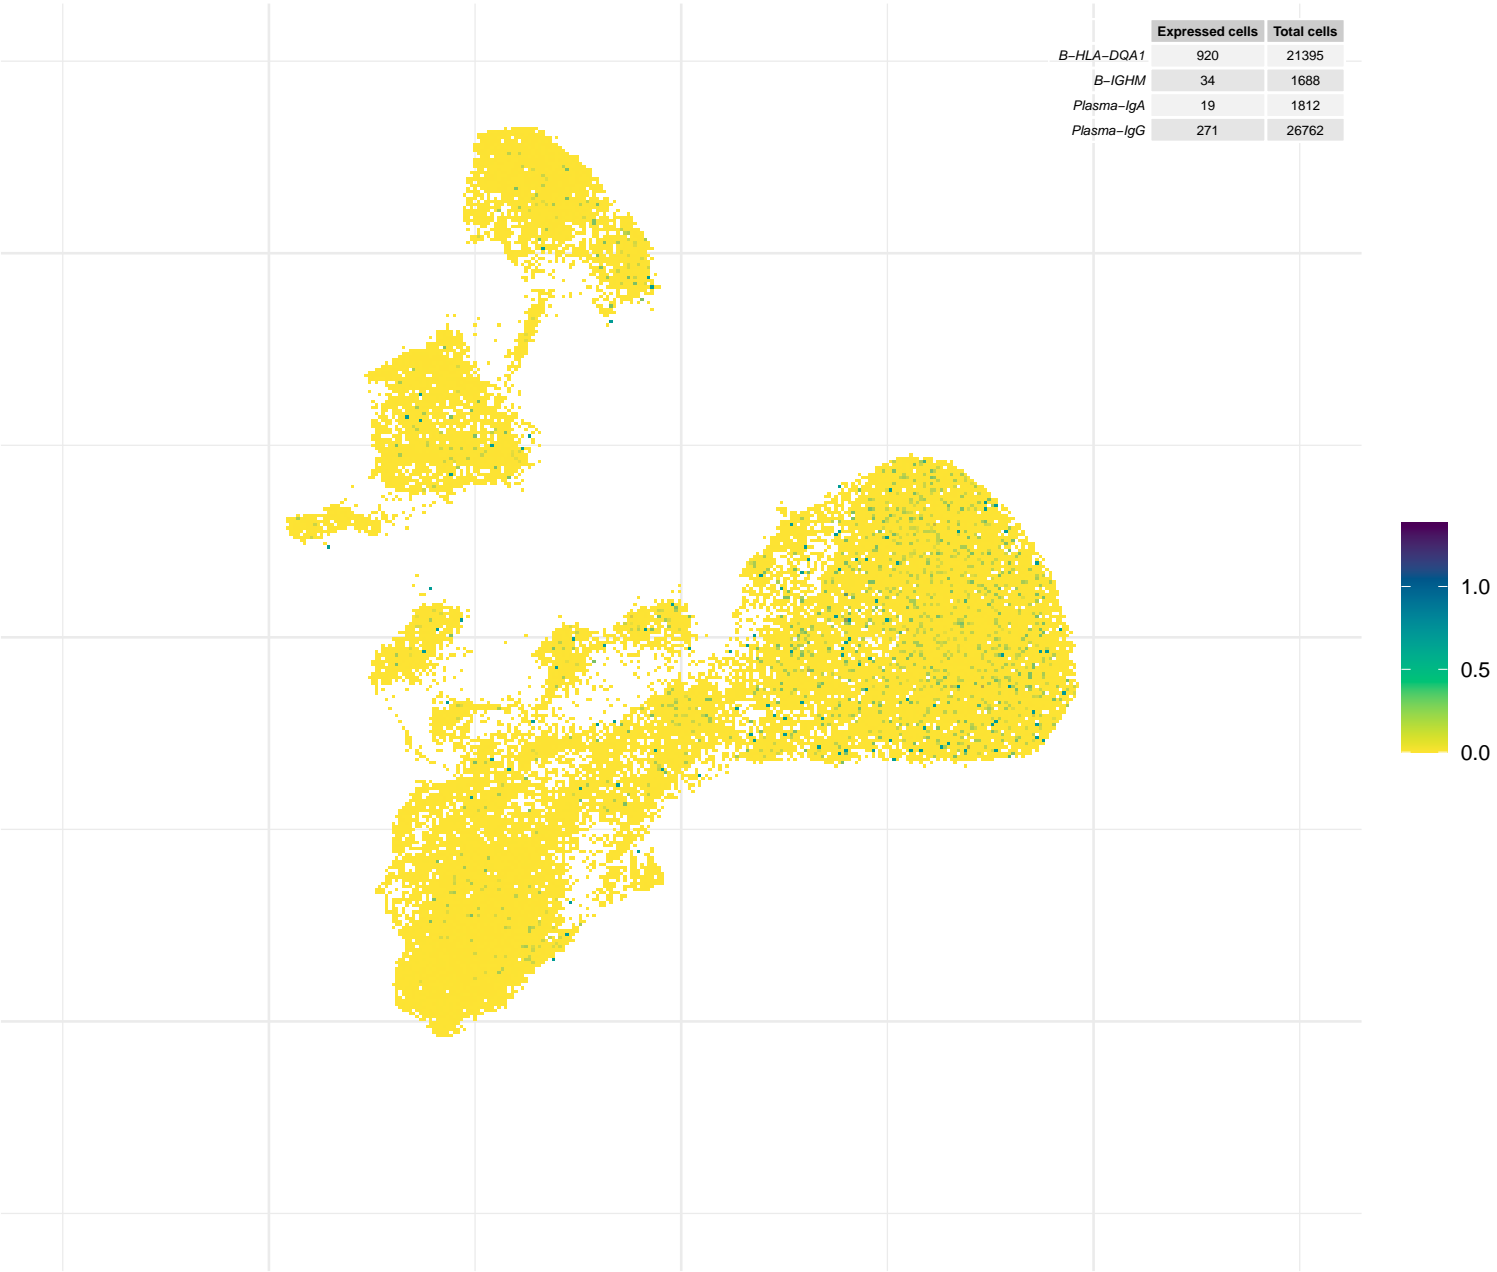 Expressed cells Total cells
B−HLA−DQA1 920 21395
B−IGHM 34 1688
Plasma−IgA 19 1812
Plasma−IgG 271 26762
1.0
0.5
0.0